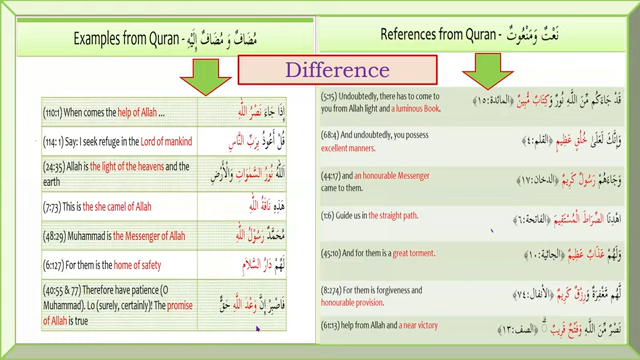 Examples from Quran - مُضَافٌ وَ مُضَافٌ إِلَيْهِ
References from Quran - نَعْتٌ وَمَنْعُوتٌ
Difference
(110:1) When comes the help of Allah ...
إِذَا جَاءَ نَصْرُ اللَّهِ
(114: 1) Say: I seek refuge in the Lord of mankind
قُلْ أَعُوذُ بِرَبِّ النَّاسِ
(24:35) Allah is the light of the heavens and the
earth
اللَّهُ نُورُ السَّمَوَاتِ وَالْأَرْضِ
(7:73) This is the she camel of Allah
هَذِهِ نَاقَةُ اللَّهِ
(48:29) Muhammad is the Messenger of Allah
مُحَمَّدٌ رَسُوْلُ اللَّهِ
(6:127) For them is the home of safety
لَهُمْ دَارُ السَّلَامِ
(40:55 & 77) Therefore have patience (O
Muhammad). Lo (surely, certainly)! The promise
of Allah is true
فَاصْبِرْ إِنَّ وَعْدَ اللَّهِ حَقٌّ
(5:15) Undoubtedly, there has to come to
you from Allah light and a luminous Book.
قَدْ جَاءَكُم مِّنَ اللَّهِ نُورٌ وَكِتَابٌ مُّبِينٌ ﴿المائدة:١٥﴾
(68:4) And undoubtedly, you possess
excellent manners.
وَإِنَّكَ لَعَلَى خُلُقٍ عَظِيمٍ ﴿القلم:٤﴾
(44:17) and an honourable Messenger
came to them.
وَجَاءَهُمْ رَسُولٌ كَرِيمٌ ﴿الدخان:١٧﴾
(1:6) Guide us in the straight path.
اهْدِنَا الصِّرَاطَ الْمُسْتَقِيمَ ﴿الفاتحة:٦﴾
(45:10) And for them is a great torment.
وَلَهُمْ عَذَابٌ عَظِيمٌ ﴿الجاثية:١٠﴾
(8:274) For them is forgiveness and
honourable provision.
لَّهُم مَّغْفِرَةٌ وَرِزْقٌ كَرِيمٌ ﴿الأنفال:٧٤﴾
(61:13) help from Allah and a near victory
نَصْرٌ مِّنَ اللَّهِ وَفَتْحٌ قَرِيبٌ ۗ ﴿الصف:١٣﴾